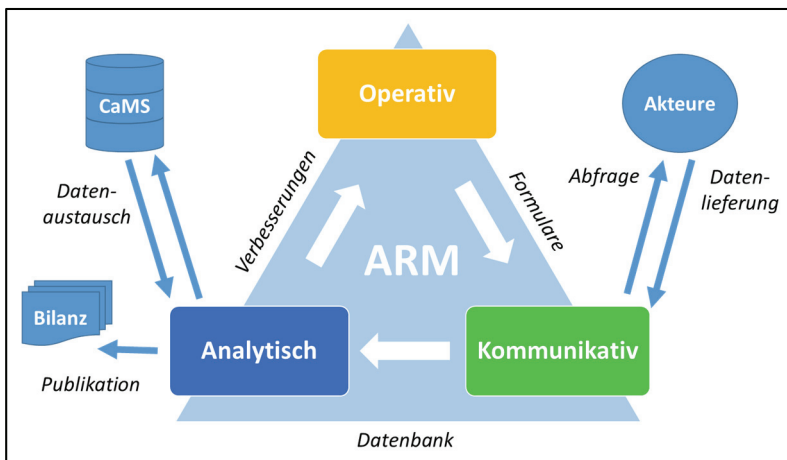 Operativ
CaMS
Akteure
Daten-
austausch
Verbesserungen
Formulare
Abfrage
Daten-
lieferung
ARM
Bilanz
Analytisch
Kommunikativ
Publikation
Datenbank